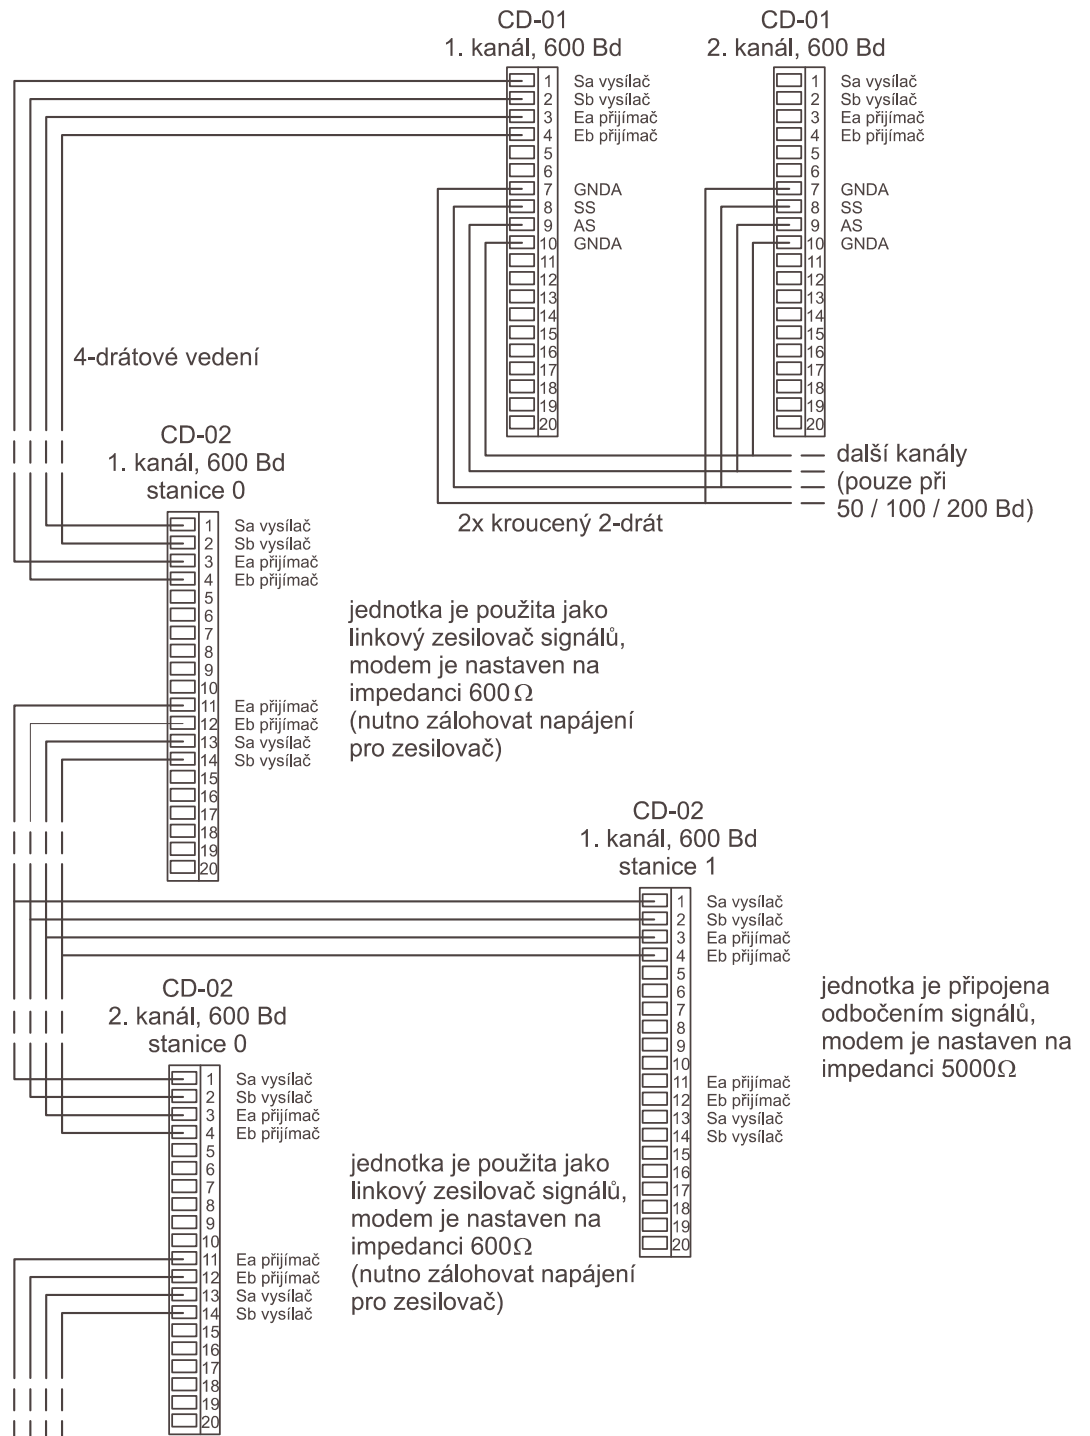 CD-01
1. kanál, 600 Bd
1 Sa vysílač
2 Sb vysílač
3 Ea přijímač
4 Eb přijímač
5
6
7 GNDA
8 SS
9 AS
10 GNDA
11
12
13
14
15
16
17
18
19
20
CD-01
2. kanál, 600 Bd
1 Sa vysílač
2 Sb vysílač
3 Ea přijímač
4 Eb přijímač
5
6
7 GNDA
8 SS
9 AS
10 GNDA
11
12
13
14
15
16
17
18
19
20
4-drátové vedení
další kanály
(pouze při
50 / 100 / 200 Bd)
2x kroucený 2-drát
CD-02
1. kanál, 600 Bd
stanice 0
1 Sa vysílač
2 Sb vysílač
3 Ea přijímač
4 Eb přijímač
5
6
7
8
9
10
11 Ea přijímač
12 Eb přijímač
13 Sa vysílač
14 Sb vysílač
15
16
17
18
19
20
jednotka je použita jako
linkový zesilovač signálů,
modem je nastaven na
impedanci 600Ω
(nutno zálohovat napájení
pro zesilovač)
CD-02
1. kanál, 600 Bd
stanice 1
1 Sa vysílač
2 Sb vysílač
3 Ea přijímač
4 Eb přijímač
5
6
7
8
9
10
11 Ea přijímač
12 Eb přijímač
13 Sa vysílač
14 Sb vysílač
15
16
17
18
19
20
jednotka je připojena
odbočením signálů,
modem je nastaven na
impedanci 5000Ω
CD-02
2. kanál, 600 Bd
stanice 0
1 Sa vysílač
2 Sb vysílač
3 Ea přijímač
4 Eb přijímač
5
6
7
8
9
10
11 Ea přijímač
12 Eb přijímač
13 Sa vysílač
14 Sb vysílač
15
16
17
18
19
20
jednotka je použita jako
linkový zesilovač signálů,
modem je nastaven na
impedanci 600Ω
(nutno zálohovat napájení
pro zesilovač)